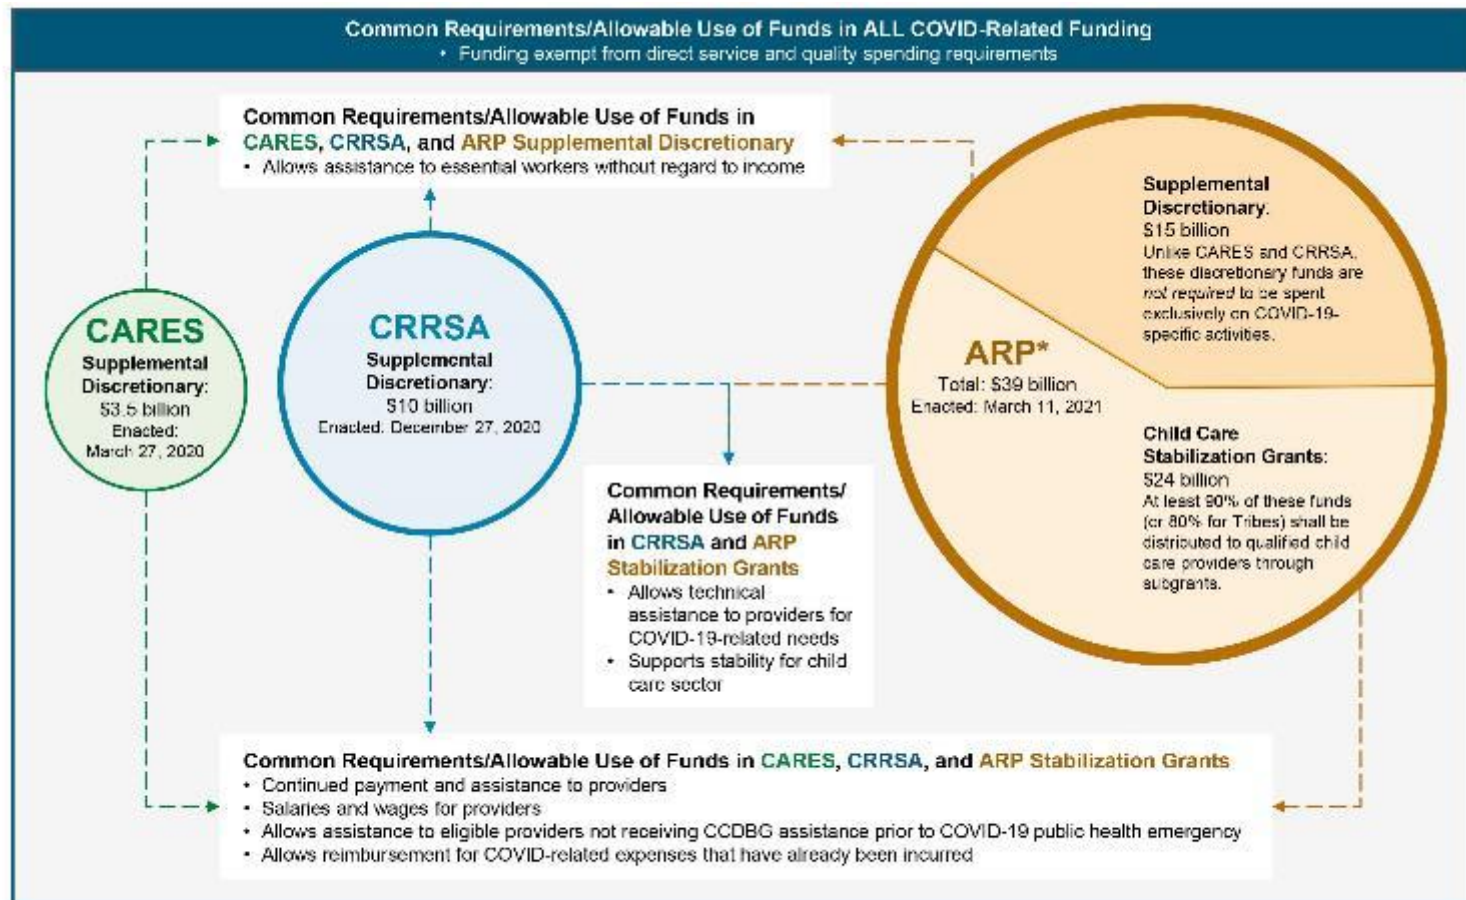 Common Requirements/Allowable Use of Funds in ALL COVID-Related Funding
• Funding exempt from direct service and quality spending requirements
Common Requirements/Allowable Use of Funds in
CARES, CRRSA, and ARP Supplemental Discretionary
• Allows assistance to essential workers without regard to income
CARES
Supplemental
Discretionary:
$3.5 billion
Enacted:
March 27, 2020
CRRSA
Supplemental
Discretionary:
$10 billion
Enacted: December 27, 2020
ARP*
Total: $39 billion
Enacted: March 11, 2021
Supplemental
Discretionary:
$15 billion
Unlike CARES and CRRSA,
these discretionary funds are
not required to be spent
exclusively on COVID-19-
specific activities.
Child Care
Stabilization Grants:
$24 billion
At least 90% of these funds
(or 80% for Tribes) shall be
distributed to qualified child
care providers through
subgrants.
Common Requirements/
Allowable Use of Funds
in CRRSA and ARP
Stabilization Grants
• Allows technical
assistance to providers for
COVID-19-related needs
• Supports stability for child
care sector
Common Requirements/Allowable Use of Funds in CARES, CRRSA, and ARP Stabilization Grants
• Continued payment and assistance to providers
• Salaries and wages for providers
• Allows assistance to eligible providers not receiving CCDBG assistance prior to COVID-19 public health emergency
• Allows reimbursement for COVID-related expenses that have already been incurred